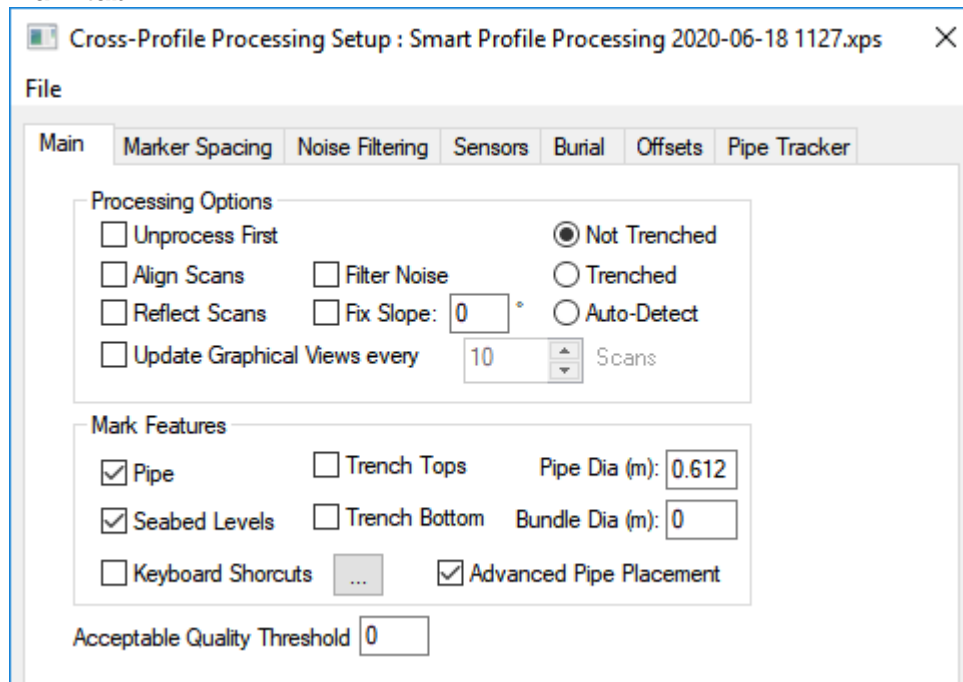 Cross-Profile Processing Setup : Smart Profile Processing 2020-06-18 1127.xps
File
Main Marker Spacing Noise Filtering Sensors Burial Offsets Pipe Tracker
Processing Options
Unprocess First Not Trenched
Align Scans Filter Noise Trenched
Reflect Scans Fix Slope: 0 ° Auto-Detect
Update Graphical Views every 10 Scans
Mark Features
Pipe Trench Tops Pipe Dia (m): 0.612
Seabed Levels Trench Bottom Bundle Dia (m): 0
Keyboard Shorcuts ... Advanced Pipe Placement
Acceptable Quality Threshold 0